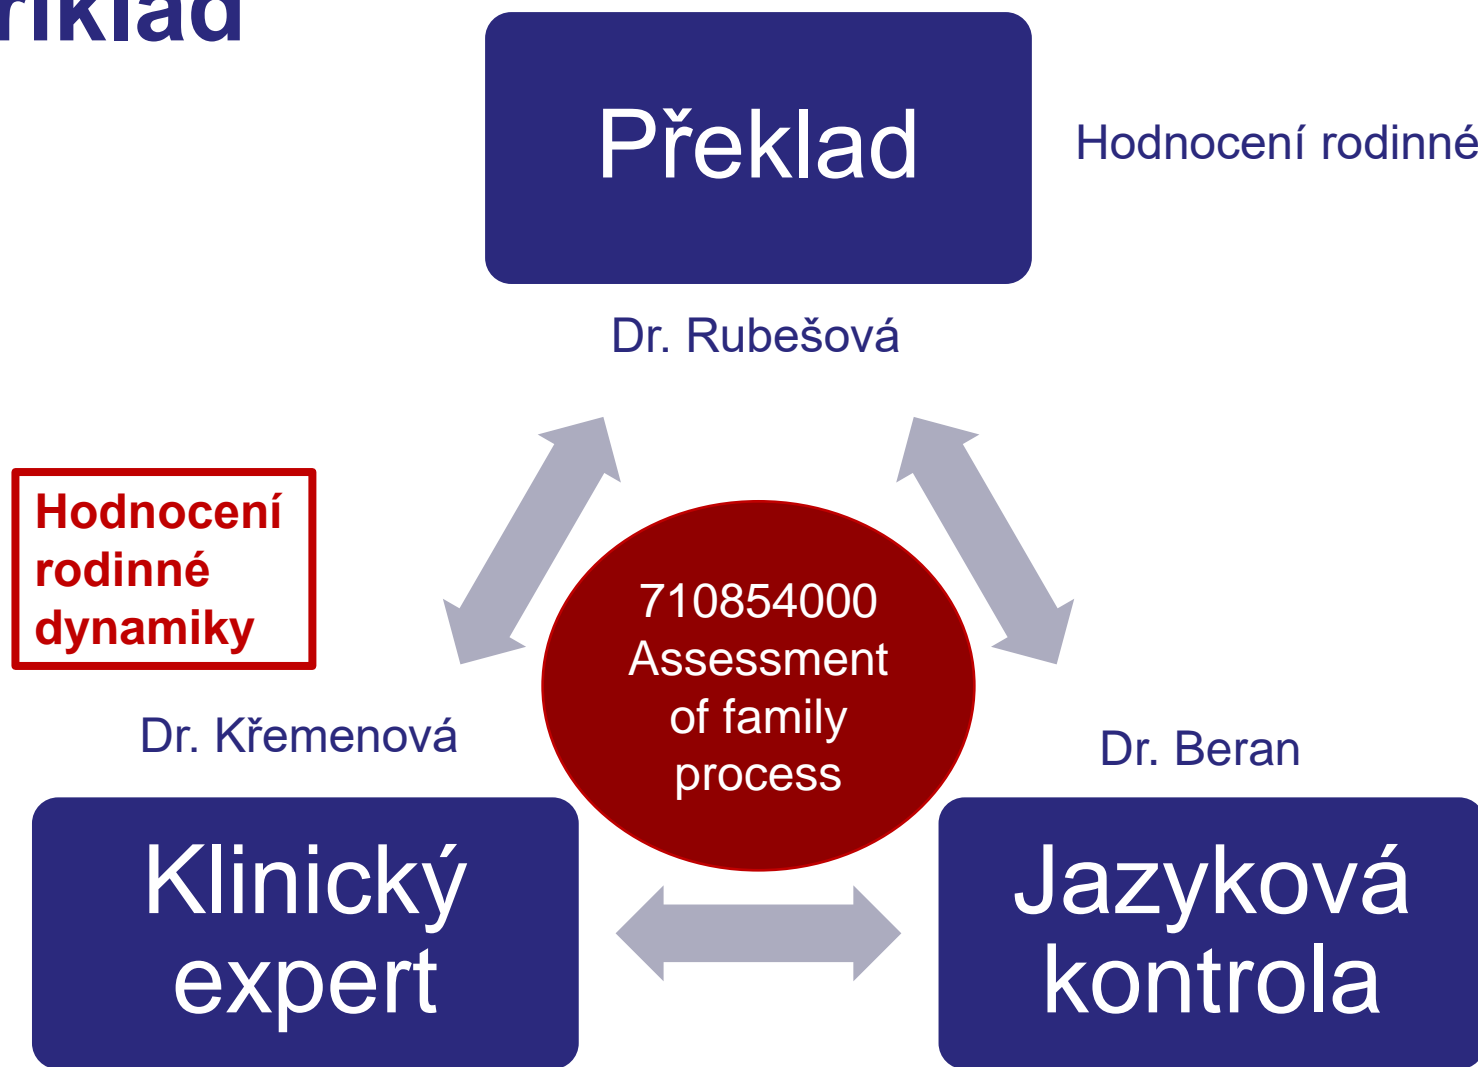 Překlad
Hodnocení rodinné
Dr. Rubešová
Hodnocení
rodinné
dynamiky
710854000
Assessment
of family
process
Dr. Křemenová
Dr. Beran
Klinický
expert
Jazyková
kontrola